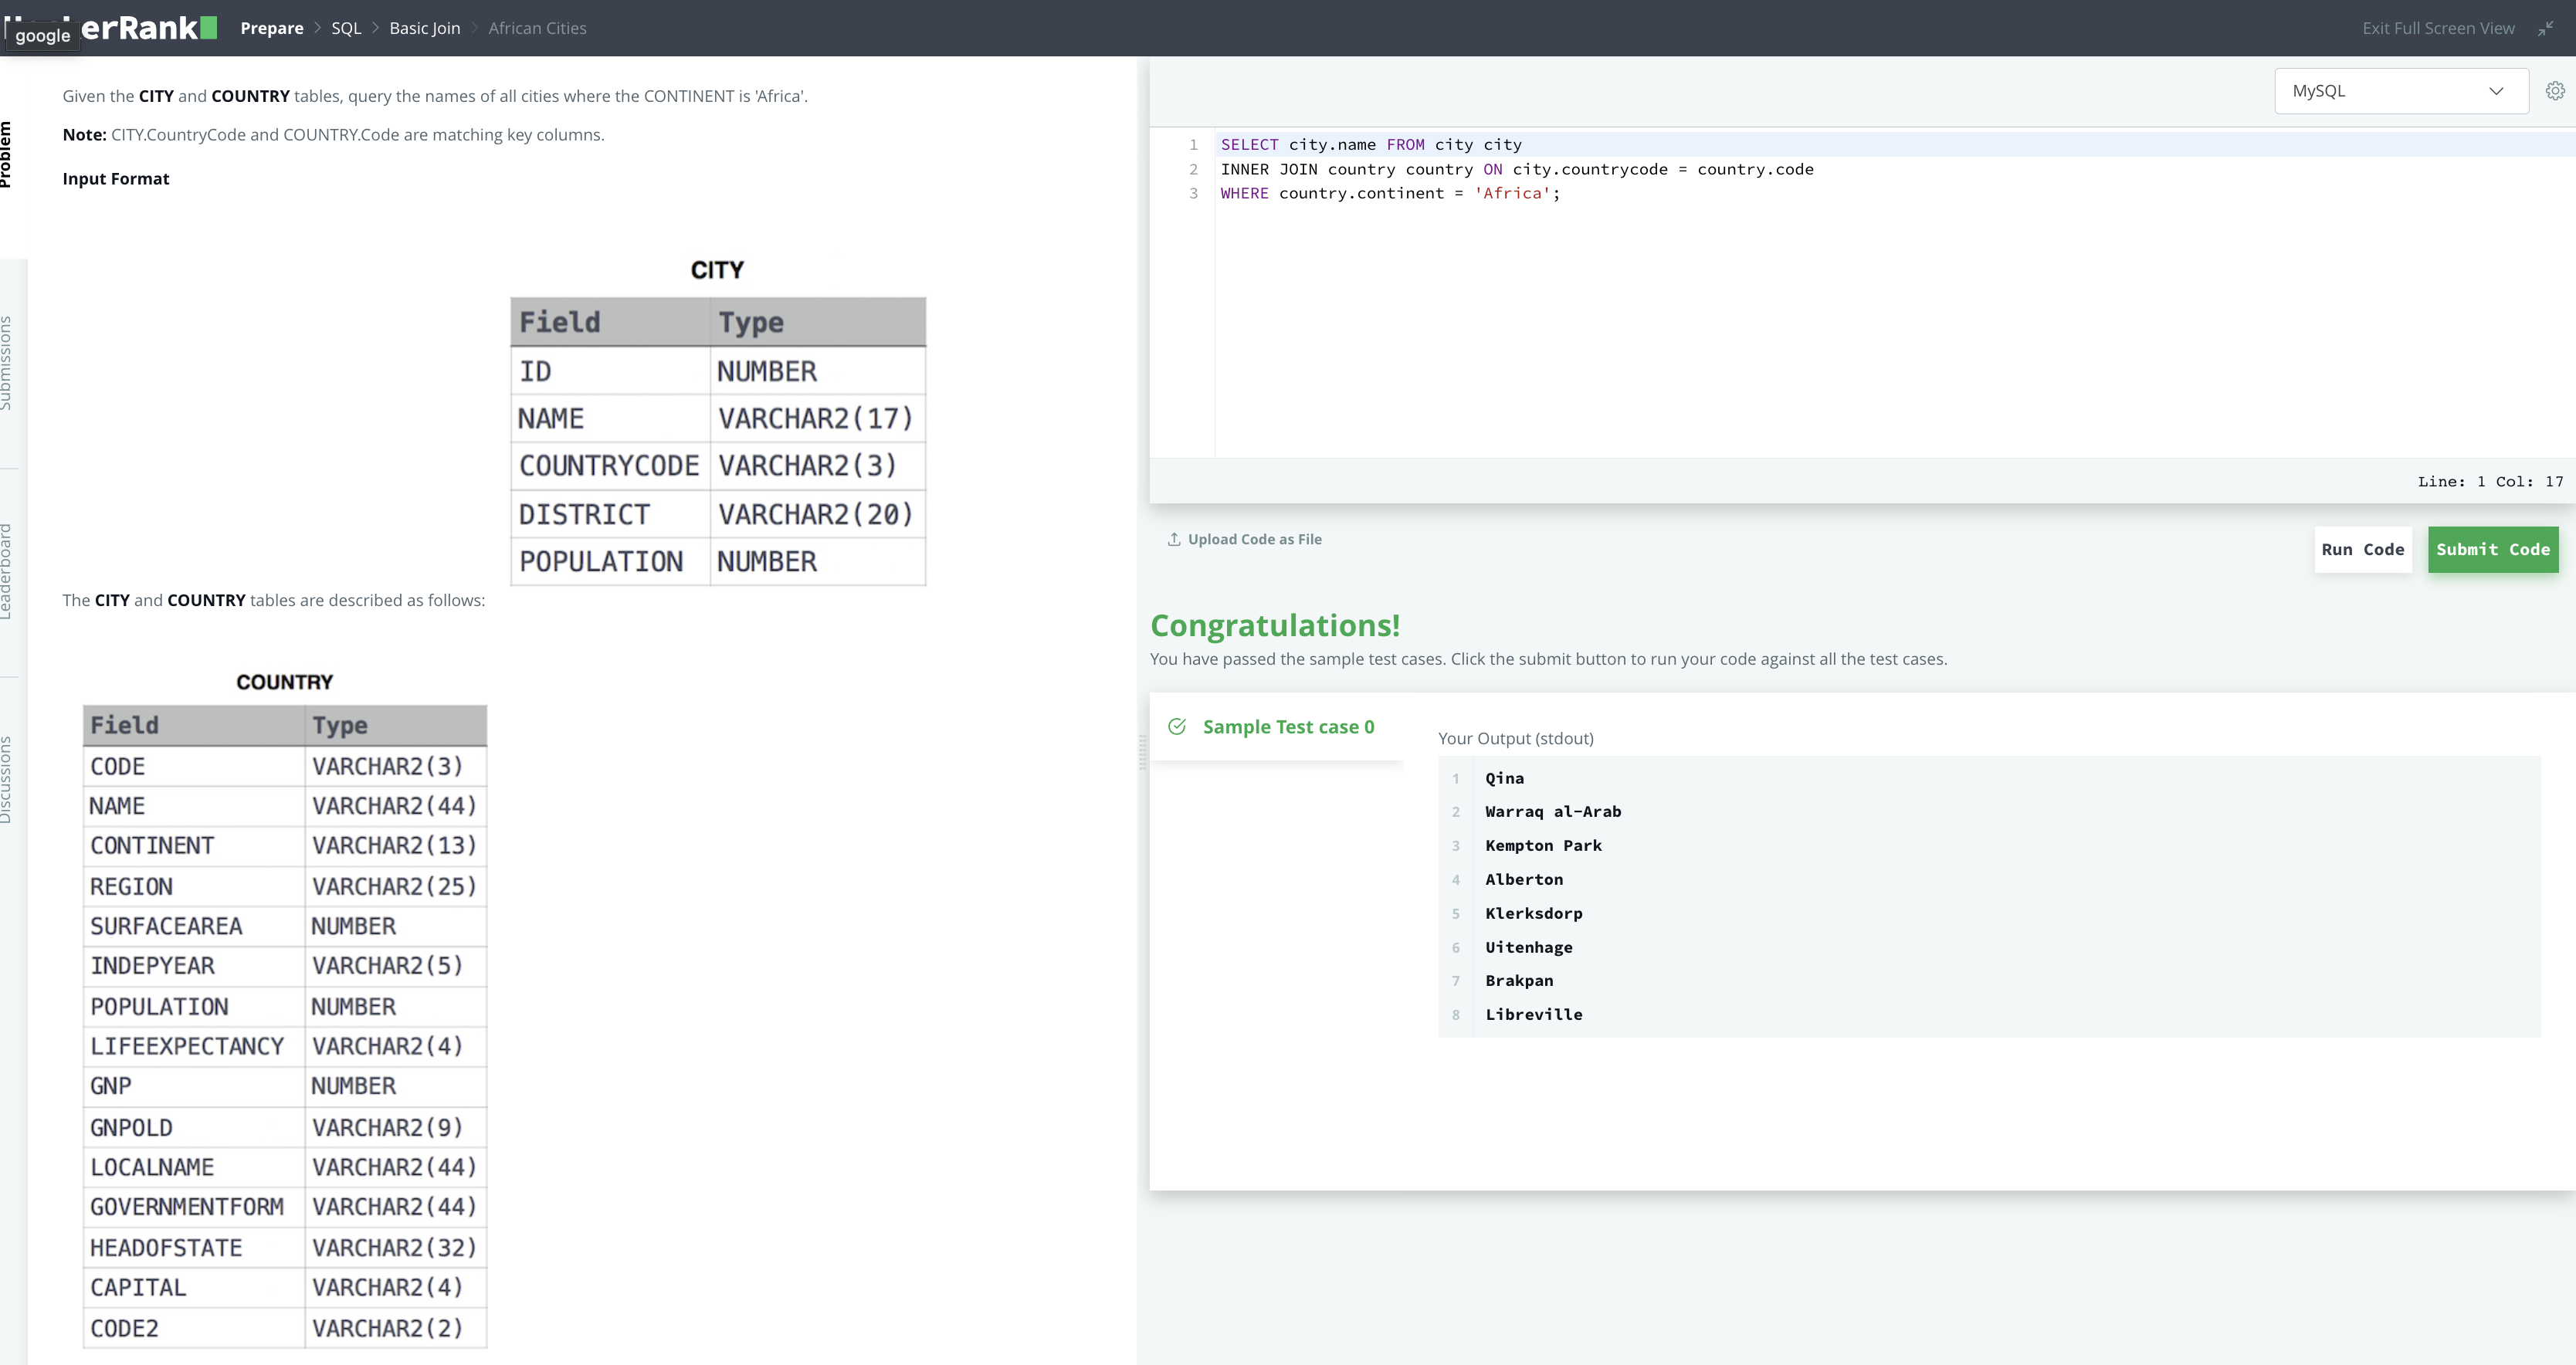 google
erRank
Prepare > SQL > Basic Join > African Cities
Exit Full Screen View
Problem
Submissions
Leaderboard
Discussions
Given the CITY and COUNTRY tables, query the names of all cities where the CONTINENT is 'Africa'.
Note: CITY.CountryCode and COUNTRY.Code are matching key columns.
Input Format
CITY
Field Type
ID NUMBER
NAME VARCHAR2(17)
COUNTRYCODE VARCHAR2(3)
DISTRICT VARCHAR2(20)
POPULATION NUMBER
The CITY and COUNTRY tables are described as follows:
COUNTRY
Field Type
CODE VARCHAR2(3)
NAME VARCHAR2(44)
CONTINENT VARCHAR2(13)
REGION VARCHAR2(25)
SURFACEAREA NUMBER
INDEPYEAR VARCHAR2(5)
POPULATION NUMBER
LIFEEXPECTANCY VARCHAR2(4)
GNP NUMBER
GNPOLD VARCHAR2(9)
LOCALNAME VARCHAR2(44)
GOVERNMENTFORM VARCHAR2(44)
HEADOFSTATE VARCHAR2(32)
CAPITAL VARCHAR2(4)
CODE2 VARCHAR2(2)
MySQL
1 SELECT city.name FROM city city
2 INNER JOIN country country ON city.countrycode = country.code
3 WHERE country.continent = 'Africa';
Line: 1 Col: 17
Upload Code as File
Run Code
Submit Code
Congratulations!
You have passed the sample test cases. Click the submit button to run your code against all the test cases.
Sample Test case 0
Your Output (stdout)
1 Qina
2 Warraq al-Arab
3 Kempton Park
4 Alberton
5 Klerksdorp
6 Uitenhage
7 Brakpan
8 Libreville